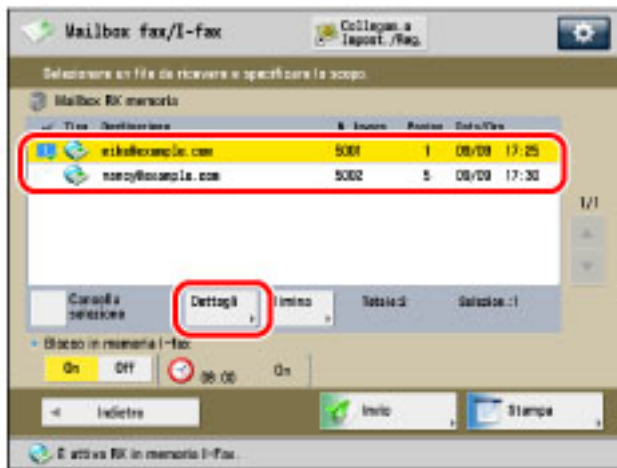 Mailbox fax/I-fax
Collegam.a
Impost./Reg.
Selezionare un file da ricevere e specificare lo scopo.
Mailbox RX memoria
Tipo Destinazione N. lavoro Pagine Data/Ora
1 mike@example.com 5001 1 09/09 17:25
nancy@example.com 5002 5 09/09 17:30
1/1
Cancella
selezione
Dettagli
limina
Totale:2
Selezion.:1
Blocco in memoria I-fax
On Off 08:00 On
Indietro
Invio
Stampa
È attiva RX in memoria I-Fax.